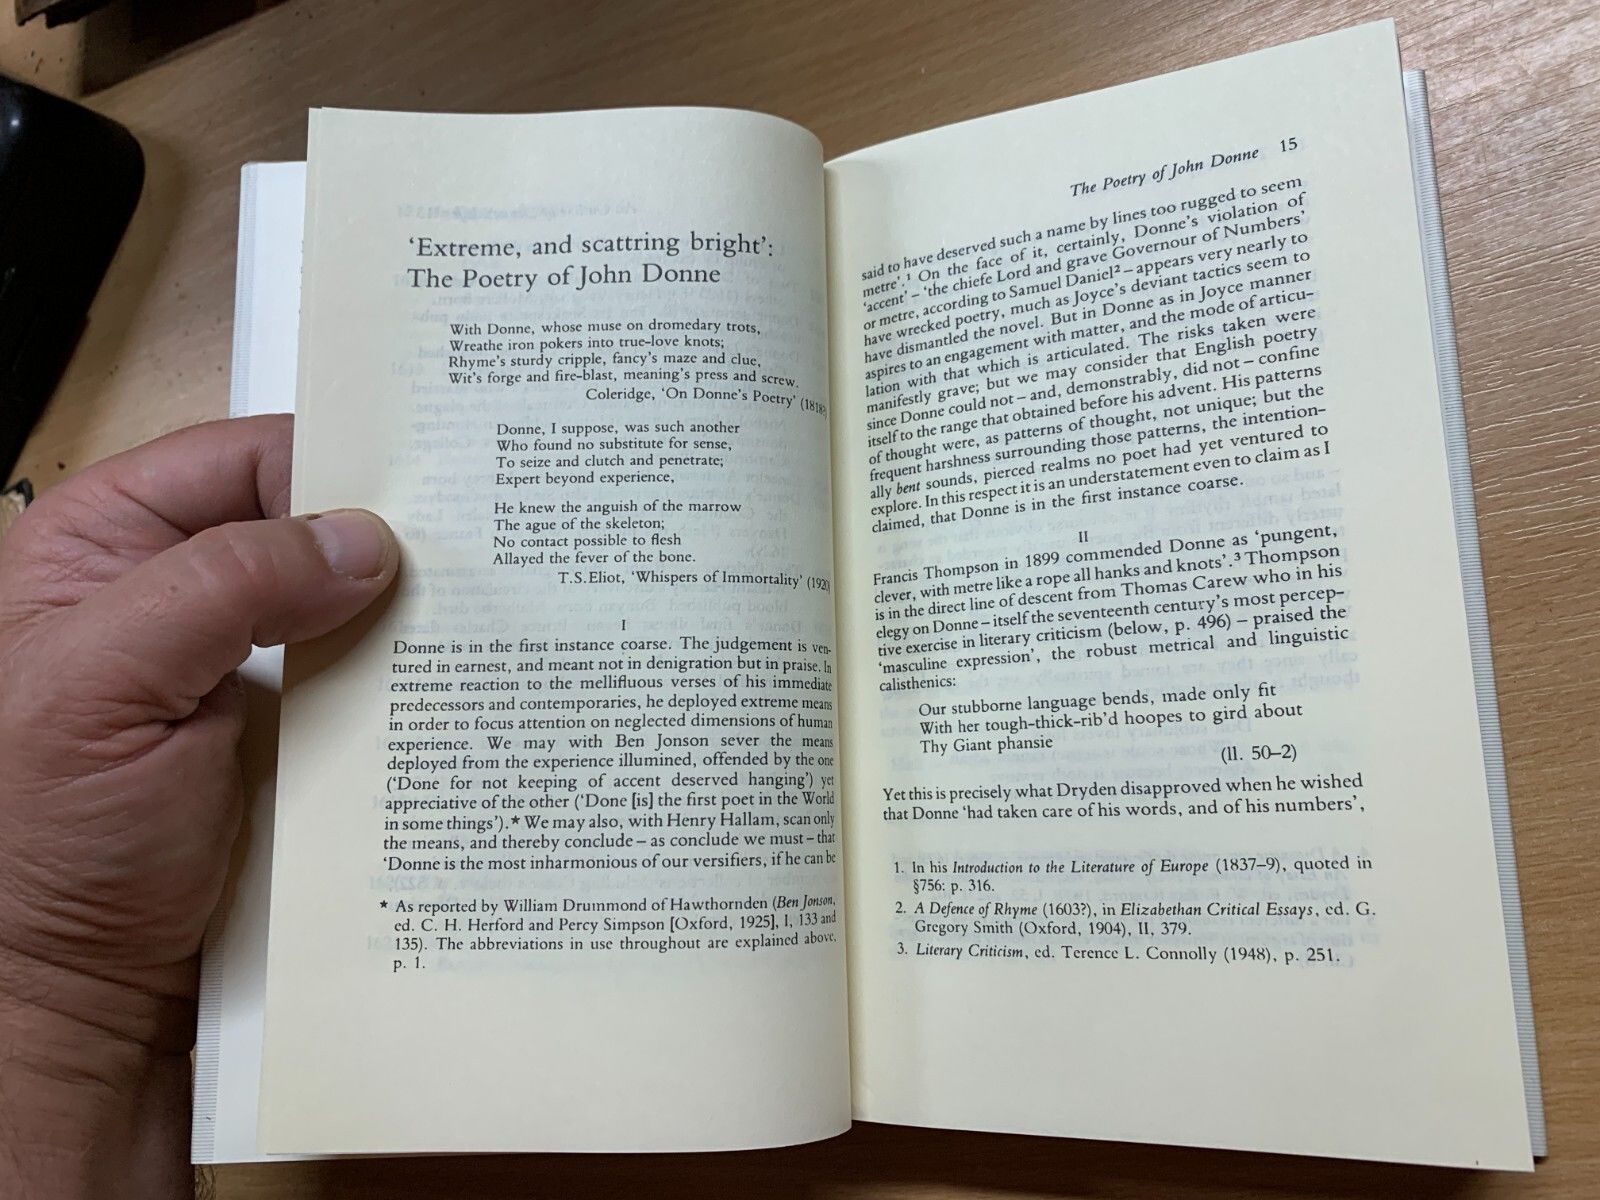 'Extreme, and scattring bright':
The Poetry of John Donne
With Donne, whose muse on dromedary trots,
Wreathe iron pokers into true-love knots;
Rhyme's sturdy cripple, fancy's maze and clue,
Wit's forge and fire-blast, meaning's press and screw.
Coleridge, 'On Donne's Poetry' (1818?)
Donne, I suppose, was such another
Who found no substitute for sense,
To seize and clutch and penetrate;
Expert beyond experience,
He knew the anguish of the marrow
The ague of the skeleton;
No contact possible to flesh
Allayed the fever of the bone.
T.S.Eliot, 'Whispers of Immortality' (1920)
I
Donne is in the first instance coarse. The judgement is ven-
tured in earnest, and meant not in denigration but in praise. In
extreme reaction to the mellifluous verses of his immediate
predecessors and contemporaries, he deployed extreme means
in order to focus attention on neglected dimensions of human
experience. We may with Ben Jonson sever the means
deployed from the experience illumined, offended by the one
('Done for not keeping of accent deserved hanging') yet
appreciative of the other ('Done [is] the first poet in the World
in some things').* We may also, with Henry Hallam, scan only
the means, and thereby conclude – as conclude we must – that
'Donne is the most inharmonious of our versifiers, if he can be
* As reported by William Drummond of Hawthornden (Ben Jonson,
ed. C. H. Herford and Percy Simpson [Oxford, 1925], I, 133 and
135). The abbreviations in use throughout are explained above,
p. 1.
The Poetry of John Donne 15
said to have deserved such a name by lines too rugged to seem
metre'.1 On the face of it, certainly, Donne's violation of
'accent' – 'the chiefe Lord and grave Governour of Numbers'
or metre, according to Samuel Daniel2 – appears very nearly to
have wrecked poetry, much as Joyce's deviant tactics seem to
have dismantled the novel. But in Donne as in Joyce manner
aspires to an engagement with matter, and the mode of articu-
lation with that which is articulated. The risks taken were
manifestly grave; but we may consider that English poetry
since Donne could not – and, demonstrably, did not – confine
itself to the range that obtained before his advent. His patterns
of thought were, as patterns of thought, not unique; but the
frequent harshness surrounding those patterns, the intention-
ally bent sounds, pierced realms no poet had yet ventured to
explore. In this respect it is an understatement even to claim as I
claimed, that Donne is in the first instance coarse.
II
Francis Thompson in 1899 commended Donne as 'pungent,
clever, with metre like a rope all hanks and knots'.3 Thompson
is in the direct line of descent from Thomas Carew who in his
elegy on Donne – itself the seventeenth century's most percep-
tive exercise in literary criticism (below, p. 496) – praised the
'masculine expression', the robust metrical and linguistic
calisthenics:
Our stubborne language bends, made only fit
With her tough-thick-rib'd hoopes to gird about
Thy Giant phansie
(ll. 50–2)
Yet this is precisely what Dryden disapproved when he wished
that Donne 'had taken care of his words, and of his numbers',
1. In his Introduction to the Literature of Europe (1837–9), quoted in
§756: p. 316.
2. A Defence of Rhyme (1603?), in Elizabethan Critical Essays, ed. G.
Gregory Smith (Oxford, 1904), II, 379.
3. Literary Criticism, ed. Terence L. Connolly (1948), p. 251.